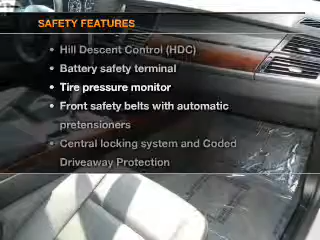 SAFETY FEATURES
• Hill Descent Control (HDC)
• Battery safety terminal
• Tire pressure monitor
• Front safety belts with automatic
pretensioners
• Central locking system and Coded
Driveaway Protection